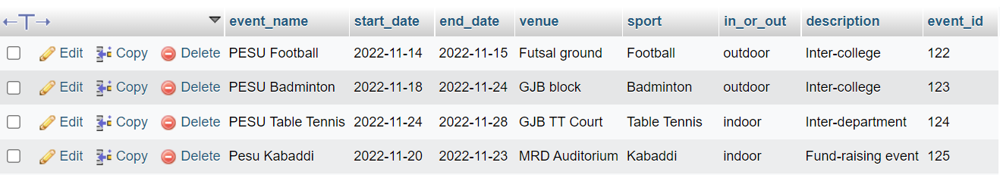 event_name start_date end_date venue sport in_or_out description event_id
Edit Copy Delete PESU Football 2022-11-14 2022-11-15 Futsal ground Football outdoor Inter-college 122
Edit Copy Delete PESU Badminton 2022-11-18 2022-11-24 GJB block Badminton outdoor Inter-college 123
Edit Copy Delete PESU Table Tennis 2022-11-24 2022-11-28 GJB TT Court Table Tennis indoor Inter-department 124
Edit Copy Delete Pesu Kabaddi 2022-11-20 2022-11-23 MRD Auditorium Kabaddi indoor Fund-raising event 125